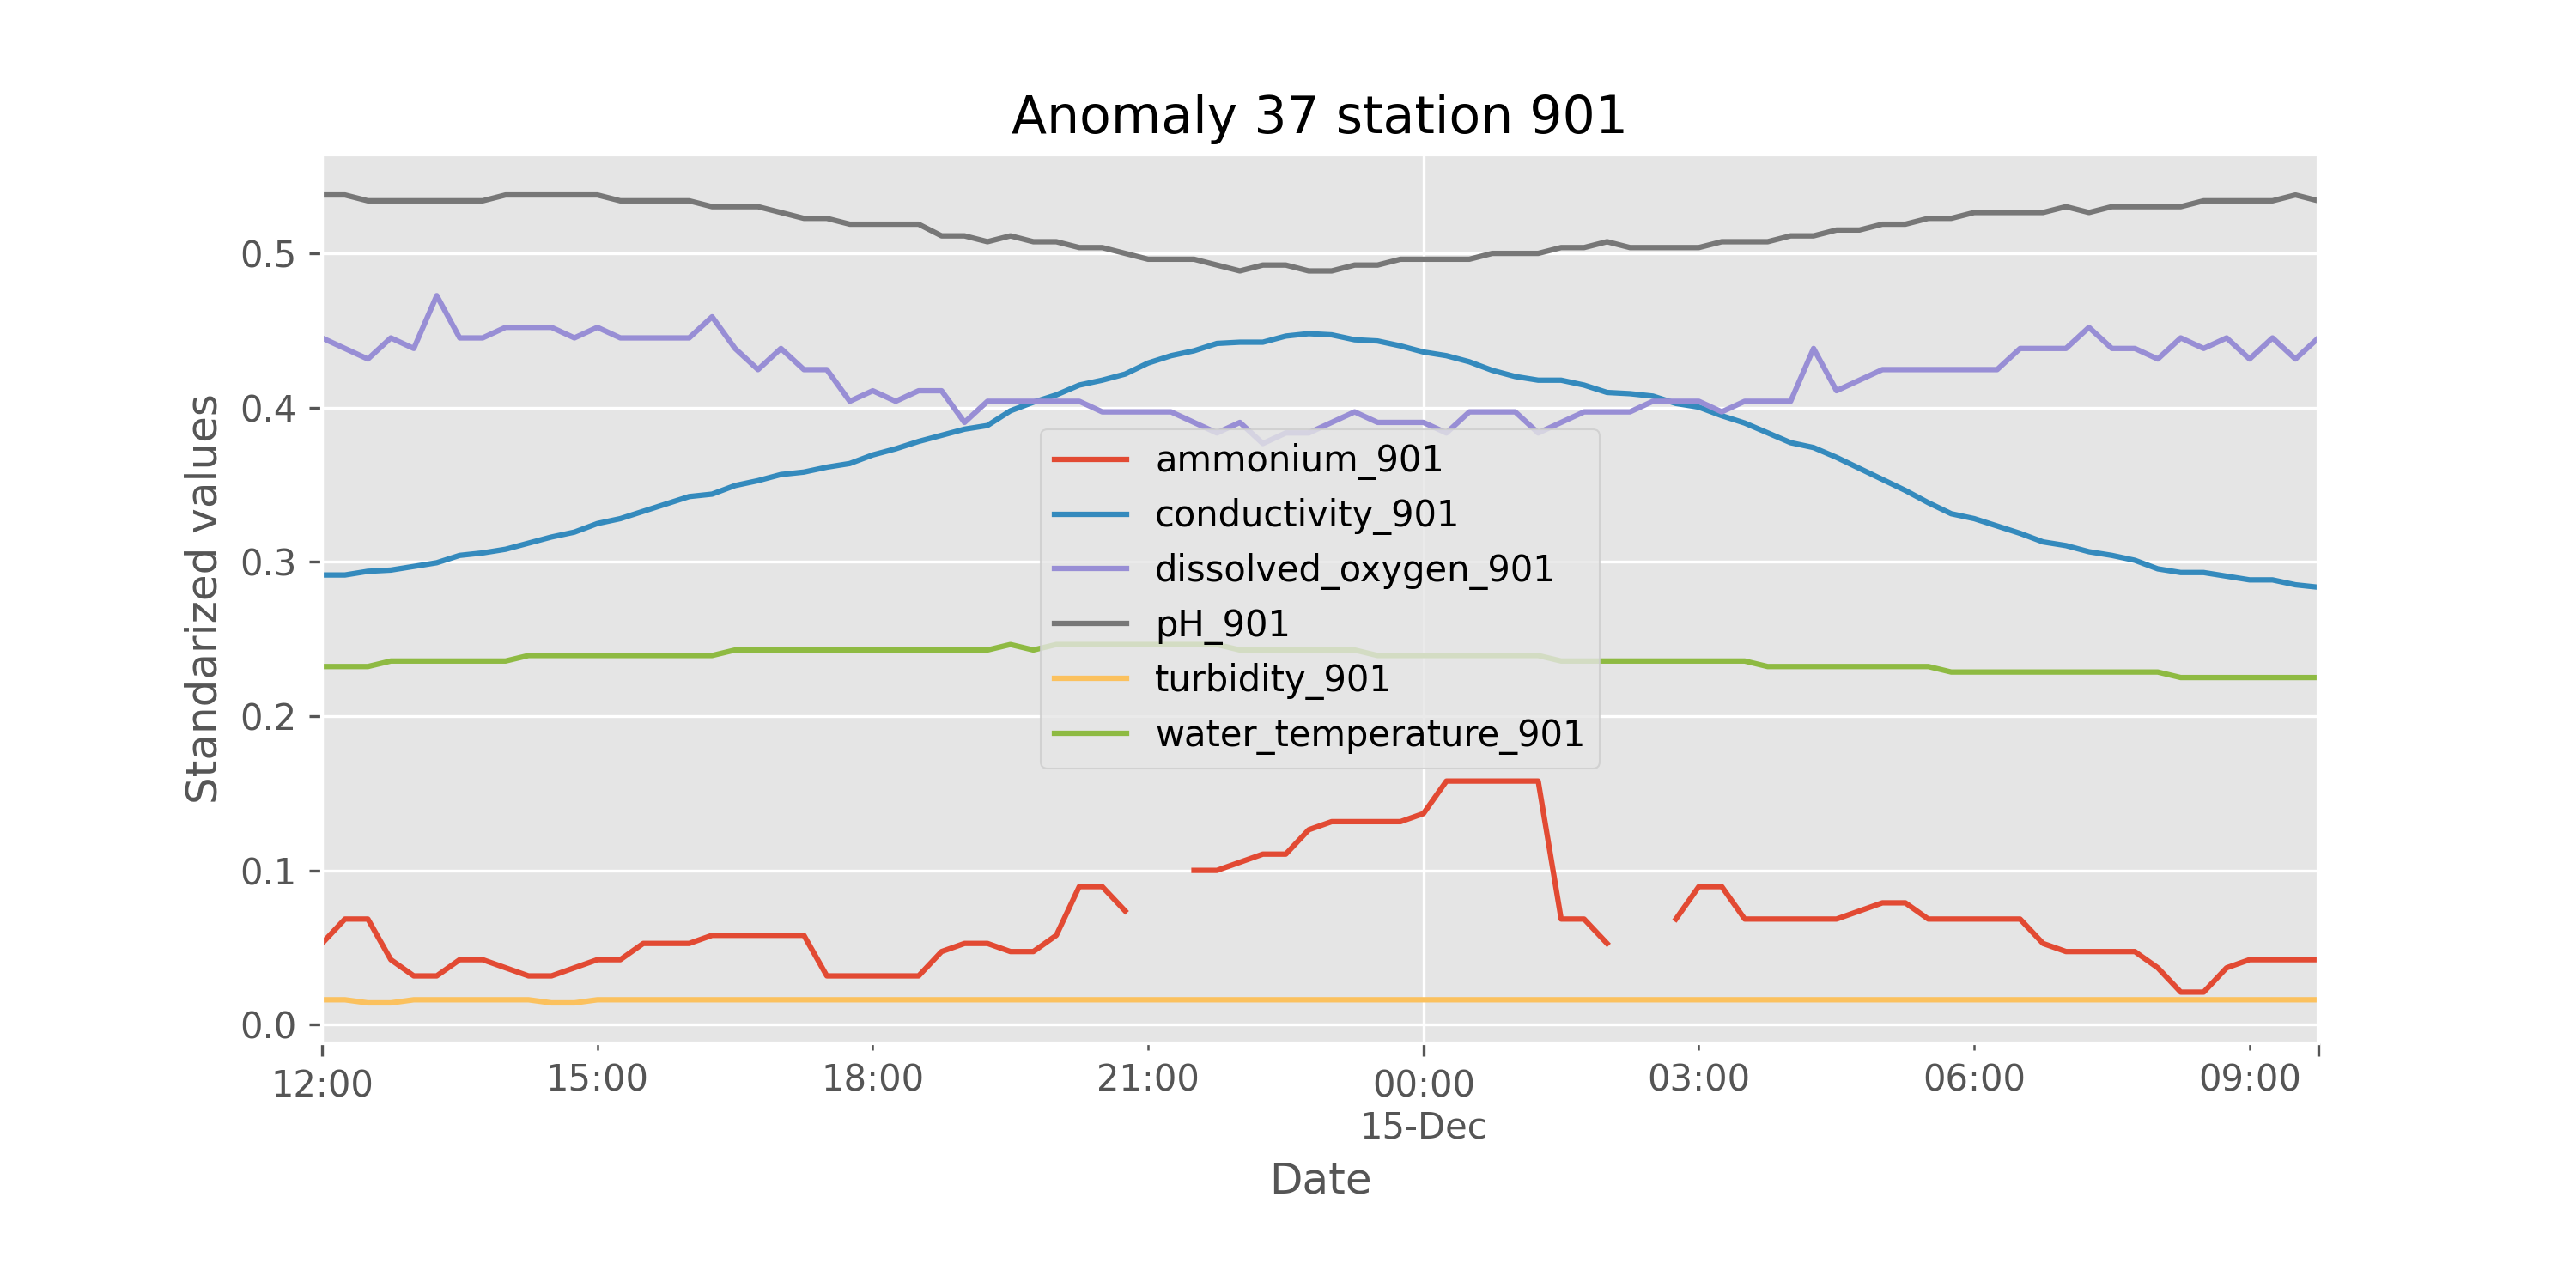 Anomaly 37 station 901
Standarized values
0.5
0.4
0.3
0.2
0.1
0.0
ammonium_901
conductivity_901
dissolved_oxygen_901
pH_901
turbidity_901
water_temperature_901
12:00 15:00 18:00 21:00 00:00 03:00 06:00 09:00
15-Dec
Date